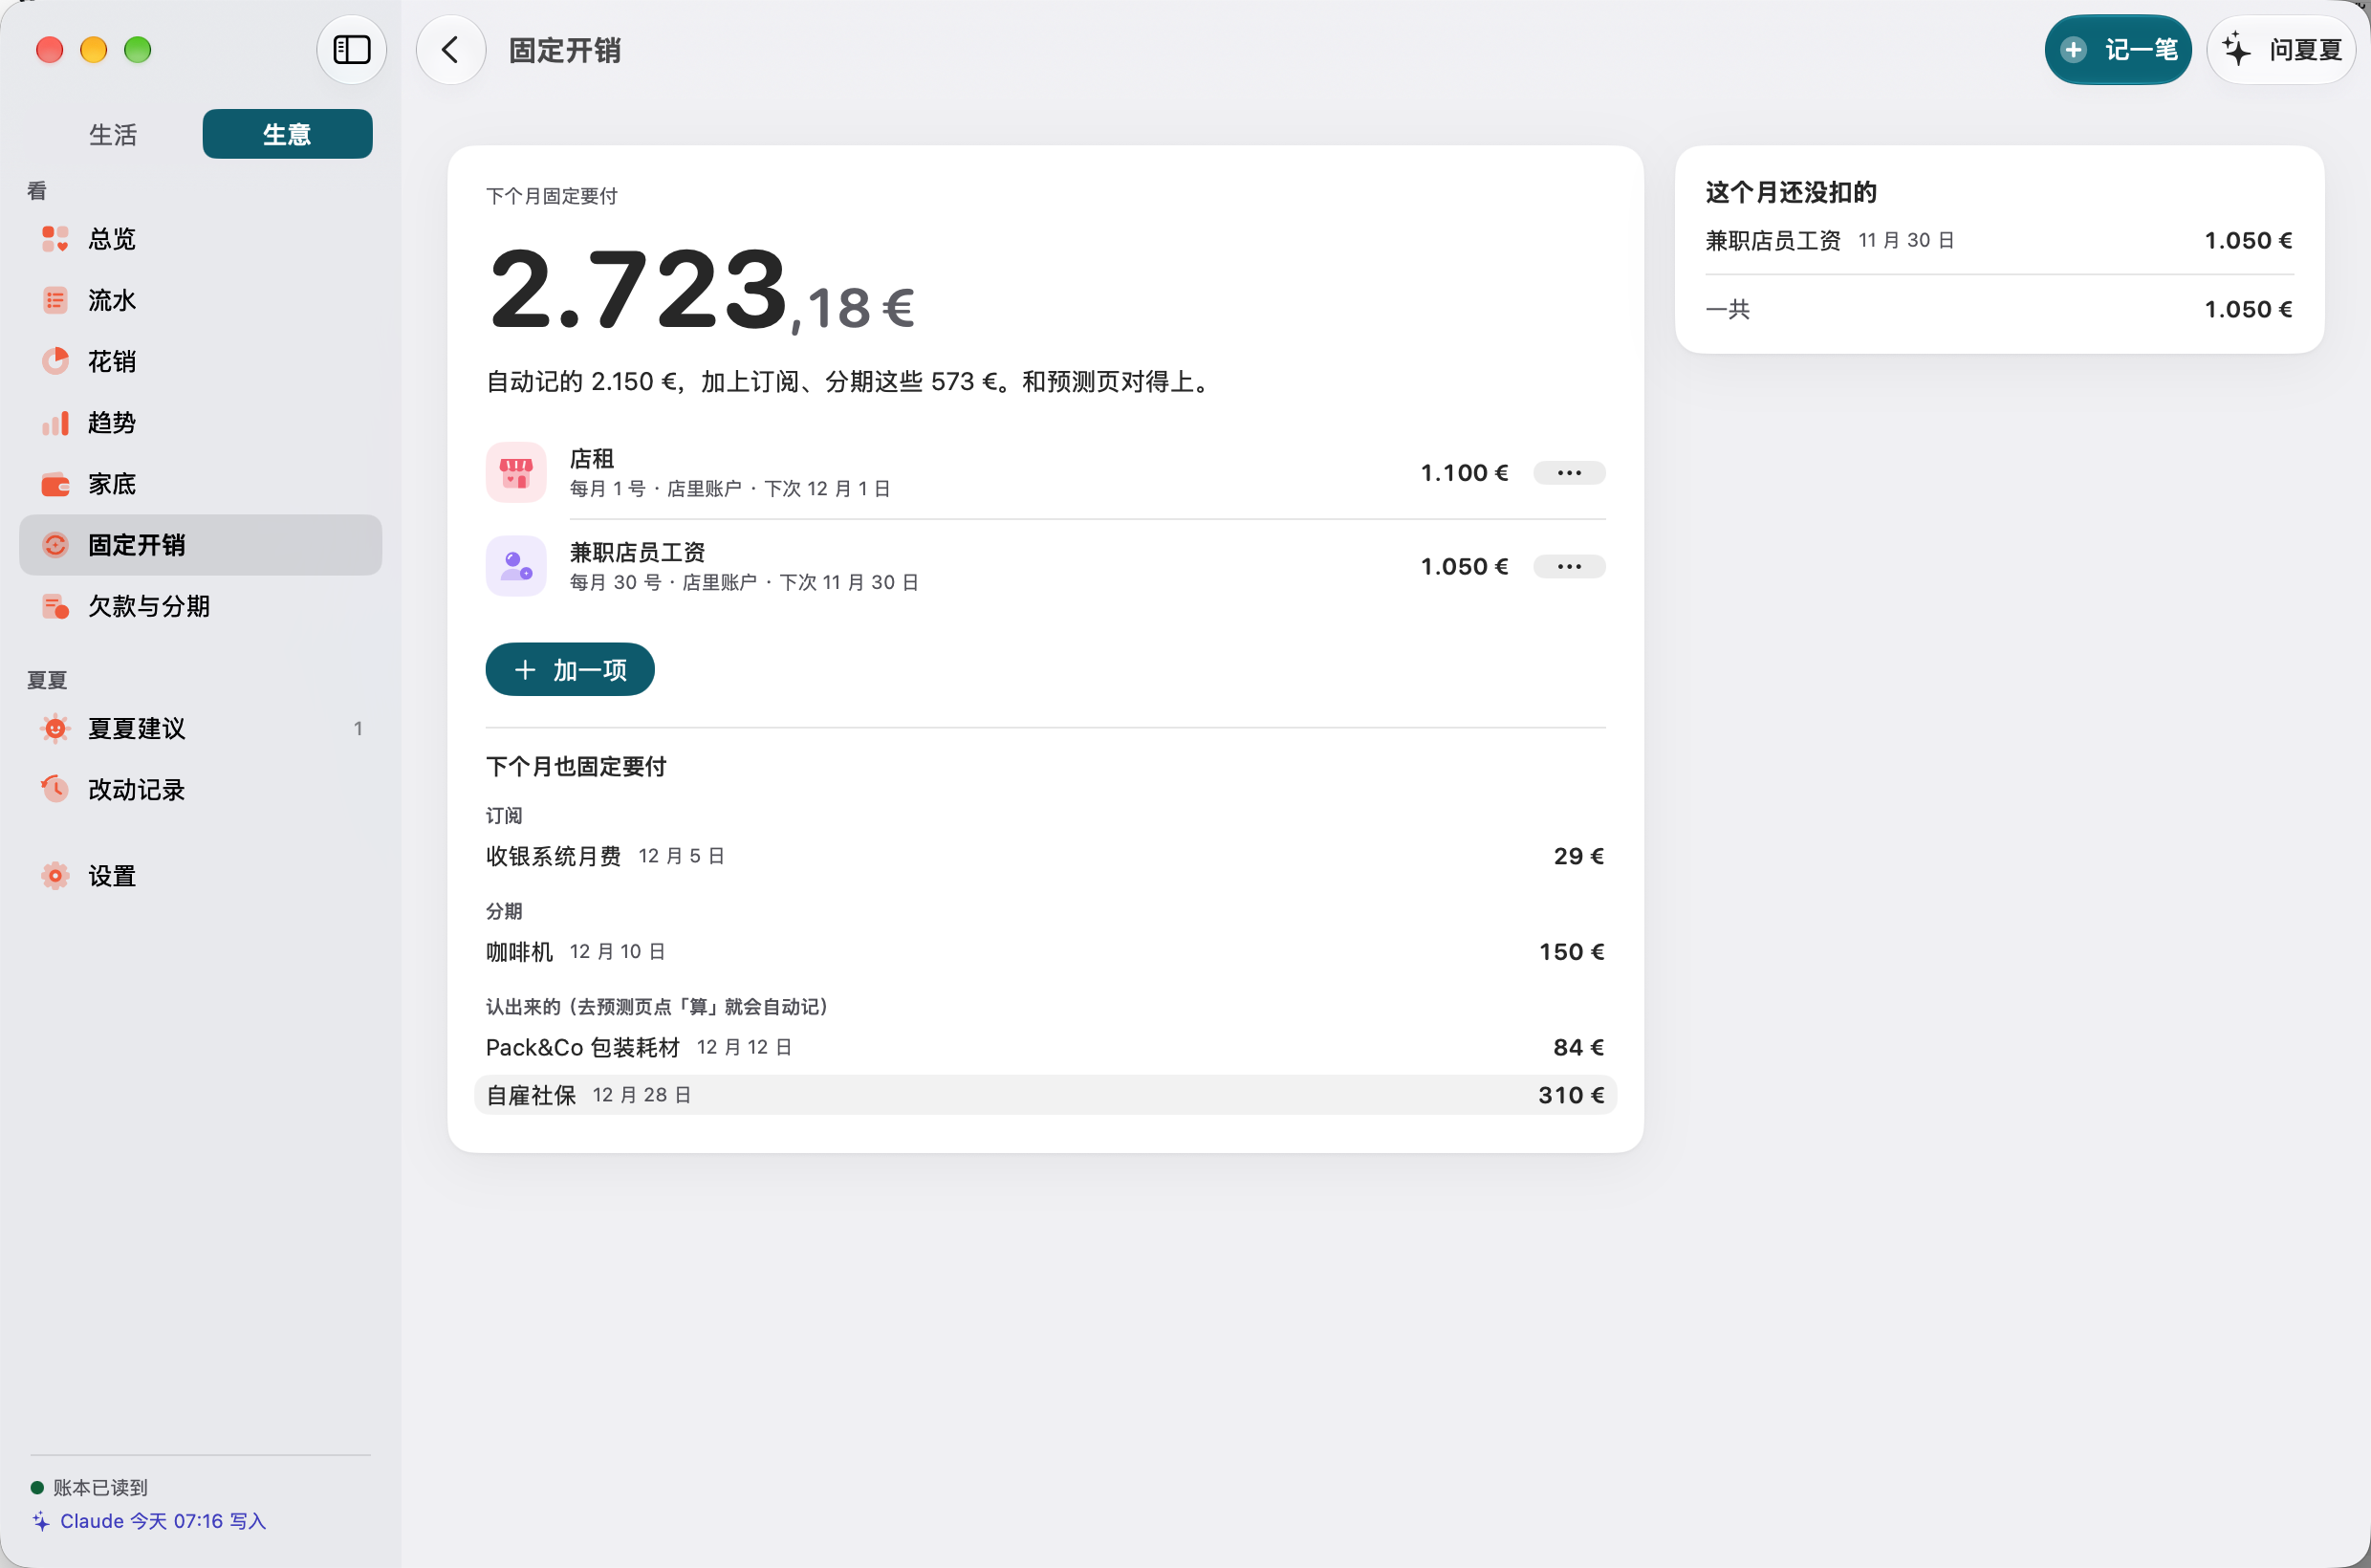 固定开销
记一笔
问夏夏
生活
生意
看
总览
流水
花销
趋势
家底
固定开销
欠款与分期
夏夏
夏夏建议 1
改动记录
设置
账本已读到
Claude 今天 07:16 写入
下个月固定要付
2.723,18 €
自动记的 2.150 €，加上订阅、分期这些 573 €。和预测页对得上。
店租
每月 1 号 · 店里账户 · 下次 12 月 1 日
1.100 €
兼职店员工资
每月 30 号 · 店里账户 · 下次 11 月 30 日
1.050 €
加一项
下个月也固定要付
订阅
收银系统月费 12 月 5 日 29 €
分期
咖啡机 12 月 10 日 150 €
认出来的（去预测页点「算」就会自动记）
Pack&Co 包装耗材 12 月 12 日 84 €
自雇社保 12 月 28 日 310 €
这个月还没扣的
兼职店员工资 11 月 30 日 1.050 €
一共 1.050 €